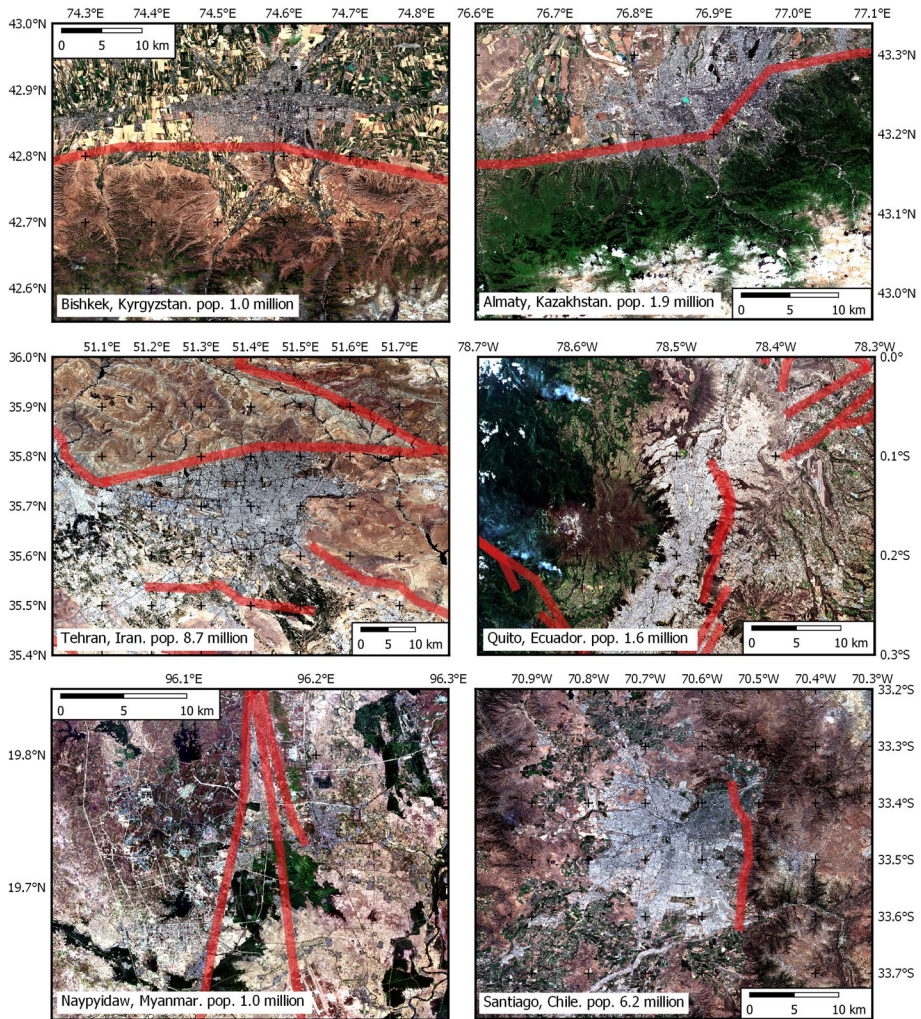 74.3°E 74.4°E 74.5°E 74.6°E 74.7°E 74.8°E
76.6°E 76.7°E 76.8°E 76.9°E 77.0°E 77.1°E
43.0°N
0 5 10 km
42.9°N
42.8°N
42.7°N
42.6°N
Bishkek, Kyrgyzstan. pop. 1.0 million
43.3°N
43.2°N
43.1°N
43.0°N
Almaty, Kazakhstan. pop. 1.9 million
0 5 10 km
51.1°E 51.2°E 51.3°E 51.4°E 51.5°E 51.6°E 51.7°E
78.7°W 78.6°W 78.5°W 78.4°W 78.3°W
36.0°N
35.9°N
35.8°N
35.7°N
35.6°N
35.5°N
35.4°N
Tehran, Iran. pop. 8.7 million
0 5 10 km
0.0°
0.1°S
0.2°S
0.3°S
Quito, Ecuador. pop. 1.6 million
0 5 10 km
96.1°E 96.2°E 96.3°E
70.9°W 70.8°W 70.7°W 70.6°W 70.5°W 70.4°W 70.3°W
0 5 10 km
19.8°N
19.7°N
Naypyidaw, Myanmar. pop. 1.0 million
33.2°S
33.3°S
33.4°S
33.5°S
33.6°S
33.7°S
Santiago, Chile. pop. 6.2 million
0 5 10 km